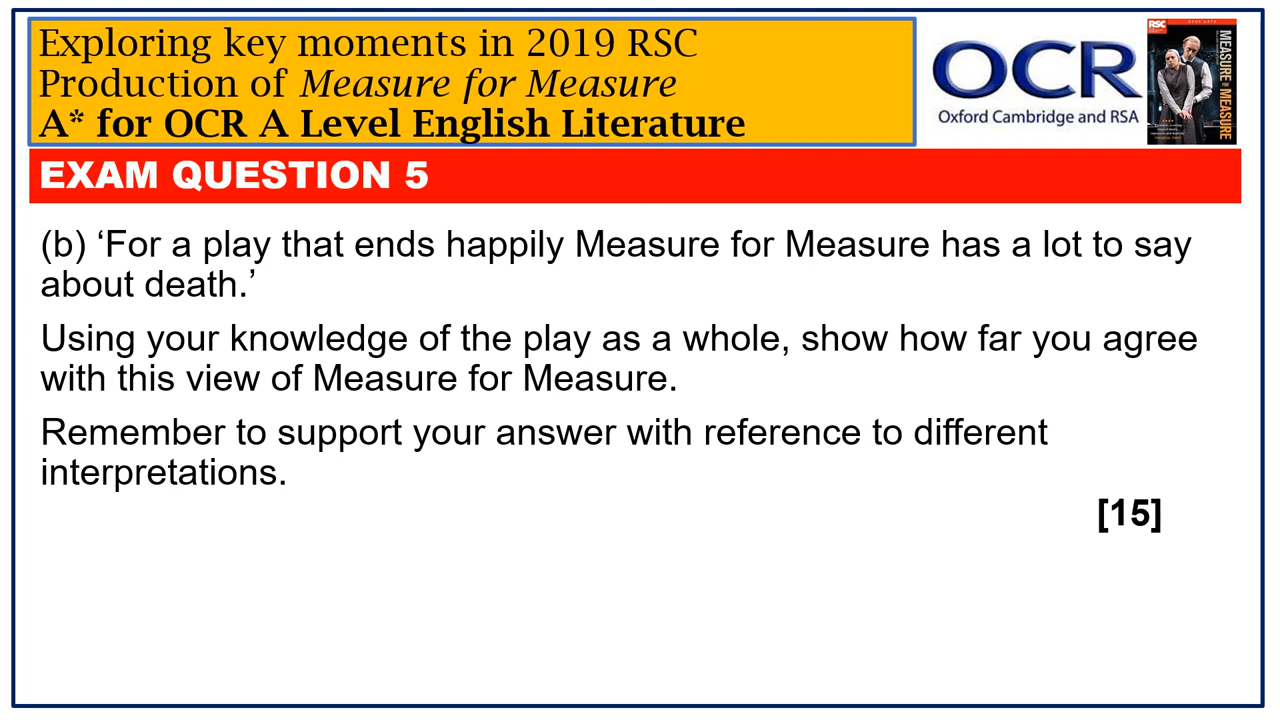 Exploring key moments in 2019 RSC
Production of Measure for Measure
A* for OCR A Level English Literature
OCR
Oxford Cambridge and RSA
RSC
OPUS ARTE
MEASURE FOR MEASURE
EXAM QUESTION 5
(b) ‘For a play that ends happily Measure for Measure has a lot to say
about death.’
Using your knowledge of the play as a whole, show how far you agree
with this view of Measure for Measure.
Remember to support your answer with reference to different
interpretations.
[15]